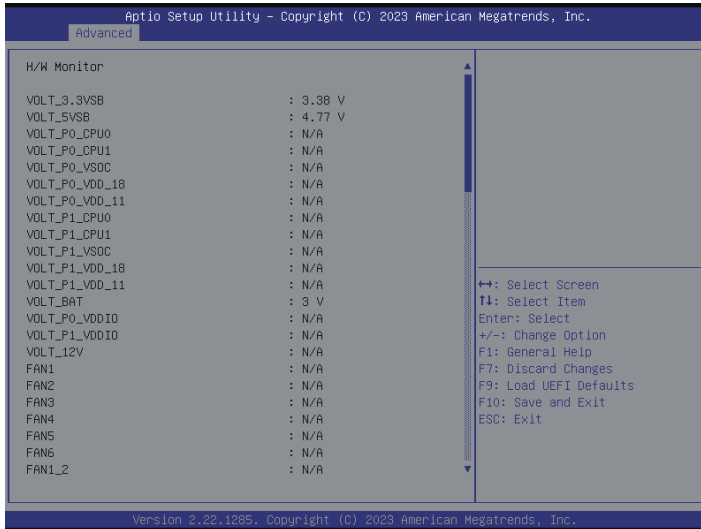 Aptio Setup Utility – Copyright (C) 2023 American Megatrends, Inc.
Advanced
H/W Monitor
VOLT_3.3VSB : 3.38 V
VOLT_5VSB : 4.77 V
VOLT_P0_CPU0 : N/A
VOLT_P0_CPU1 : N/A
VOLT_P0_VSOC : N/A
VOLT_P0_VDD_18 : N/A
VOLT_P0_VDD_11 : N/A
VOLT_P1_CPU0 : N/A
VOLT_P1_CPU1 : N/A
VOLT_P1_VSOC : N/A
VOLT_P1_VDD_18 : N/A
VOLT_P1_VDD_11 : N/A
VOLT_BAT : 3 V
VOLT_P0_VDDIO : N/A
VOLT_P1_VDDIO : N/A
VOLT_12V : N/A
FAN1 : N/A
FAN2 : N/A
FAN3 : N/A
FAN4 : N/A
FAN5 : N/A
FAN6 : N/A
FAN1_2 : N/A
↔: Select Screen
↑↓: Select Item
Enter: Select
+/-: Change Option
F1: General Help
F7: Discard Changes
F9: Load UEFI Defaults
F10: Save and Exit
ESC: Exit
Version 2.22.1285. Copyright (C) 2023 American Megatrends, Inc.